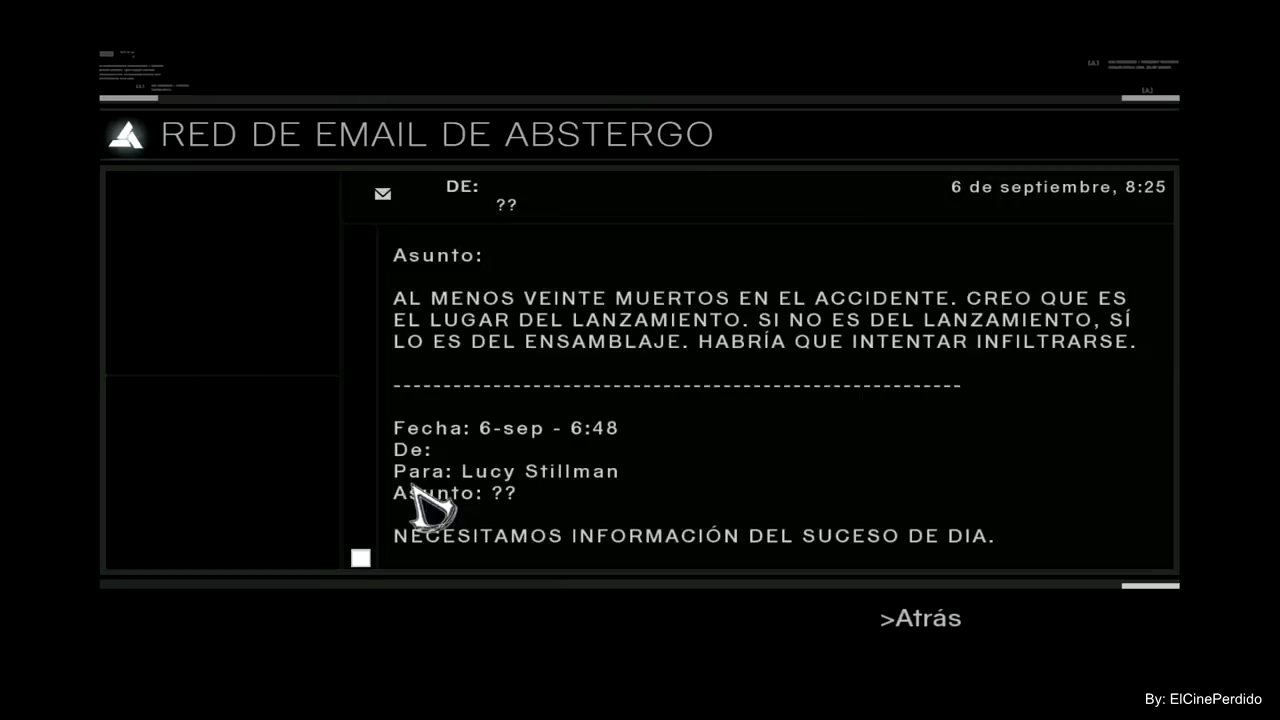 RED DE EMAIL DE ABSTERGO
DE:
??
6 de septiembre, 8:25
Asunto:
AL MENOS VEINTE MUERTOS EN EL ACCIDENTE. CREO QUE ES
EL LUGAR DEL LANZAMIENTO. SI NO ES DEL LANZAMIENTO, SÍ
LO ES DEL ENSAMBLAJE. HABRÍA QUE INTENTAR INFILTRARSE.
--------------------------------------------------------
Fecha: 6-sep - 6:48
De:
Para: Lucy Stillman
Asunto: ??
NECESITAMOS INFORMACIÓN DEL SUCESO DE DIA.
>Atrás
By: ElCinePerdido